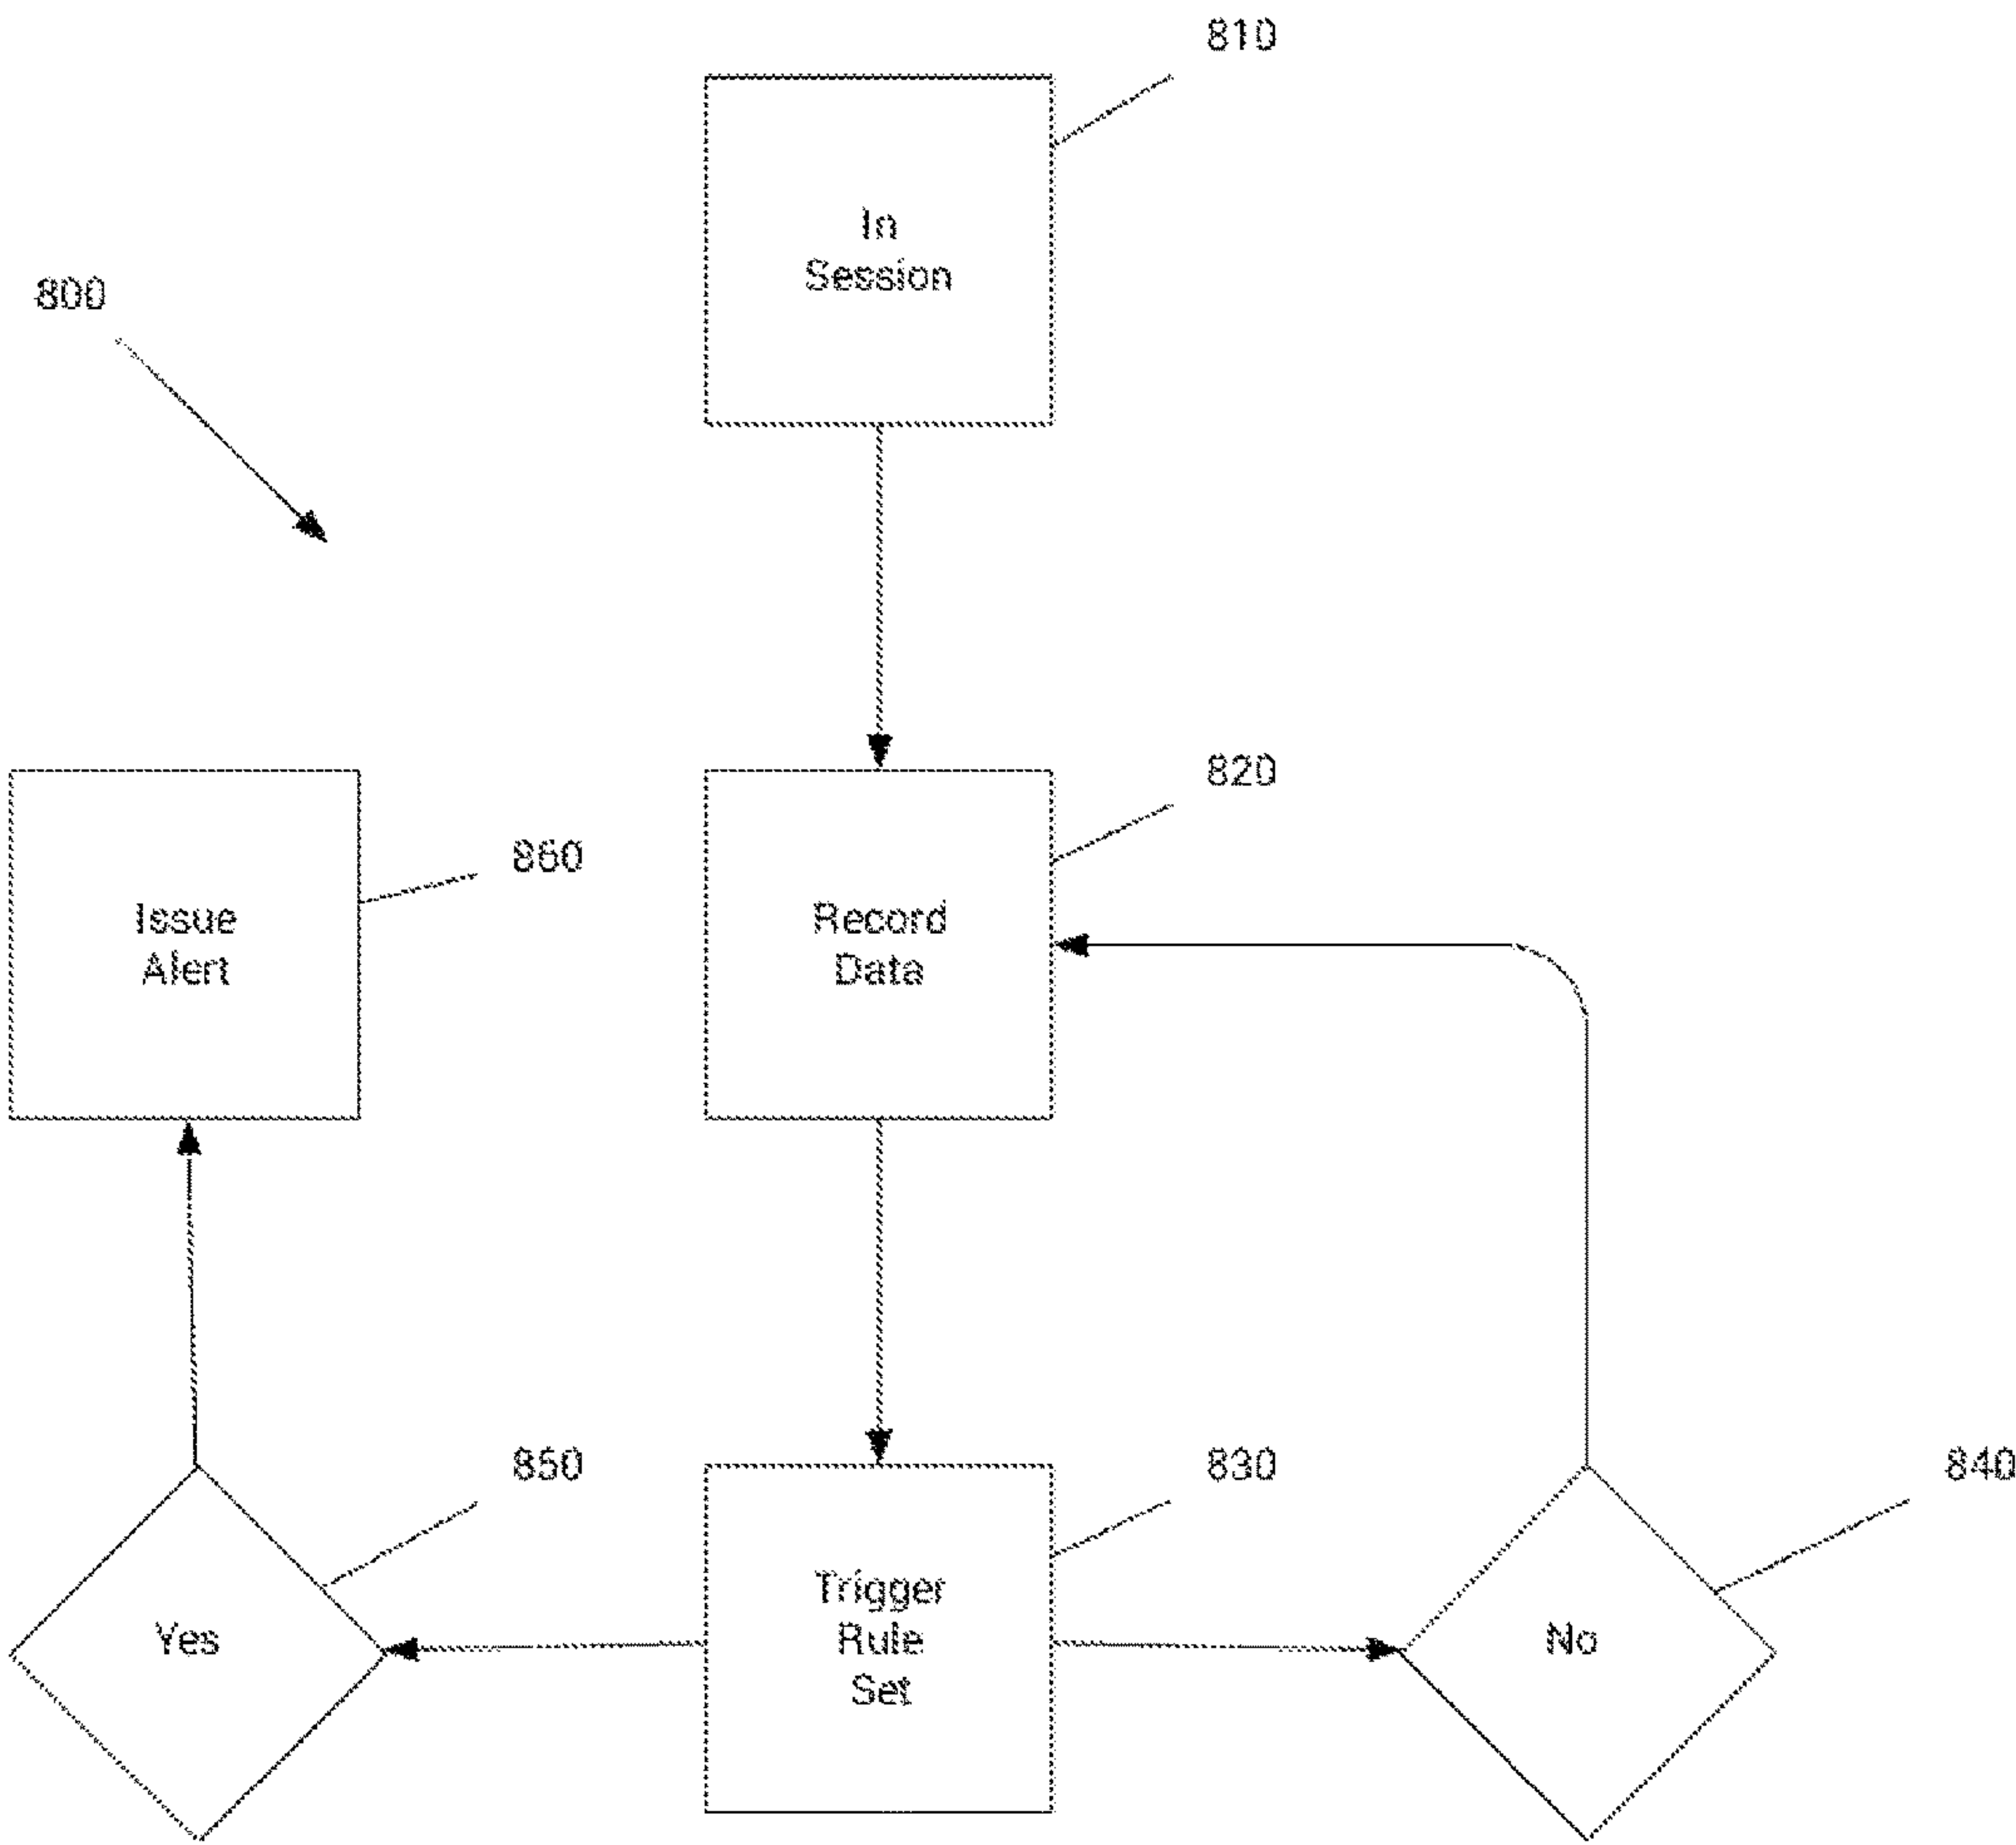 810
In
Session
800
820
860
Issue
Alert
Record
Data
850
830
840
Yes
Trigger
Rule
Set
No